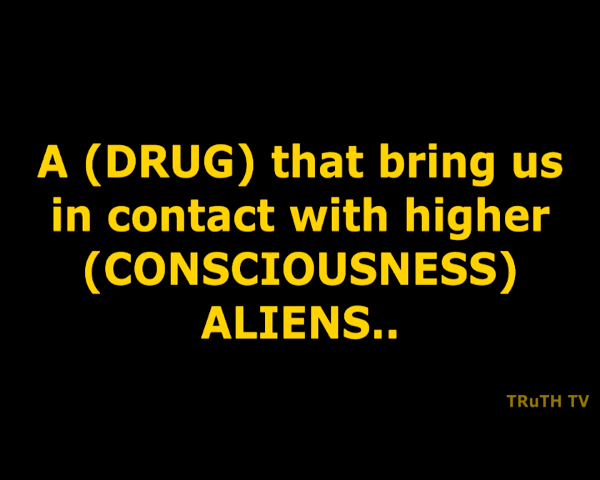 A (DRUG) that bring us
in contact with higher
(CONSCIOUSNESS)
ALIENS..
TRuTH TV